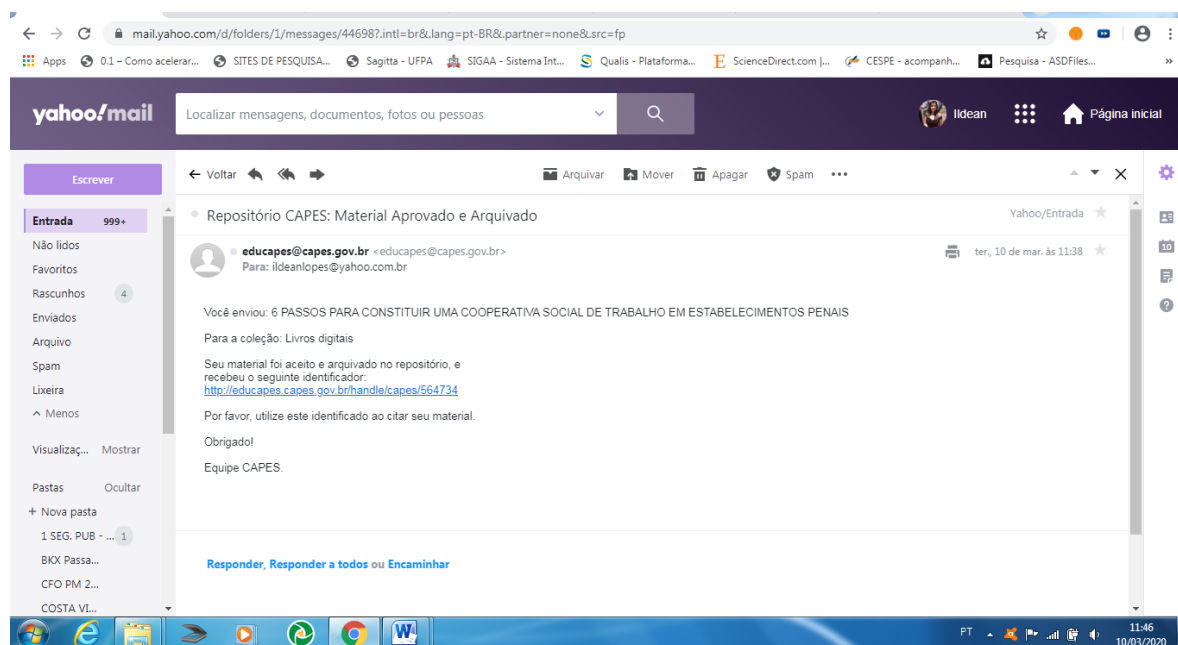 mail.yahoo.com/d/folders/1/messages/44698?.intl=br&.lang=pt-BR&.partner=none&.src=fp
Apps 0.1 – Como acelerar... SITES DE PESQUISA... Sagitta - UFPA SIGAA - Sistema Int... Qualis - Plataforma... ScienceDirect.com |... CESPE - acompanh... Pesquisa - ASDFiles... »
yahoo!mail Localizar mensagens, documentos, fotos ou pessoas Ildean Página inicial
Escrever Voltar Arquivar Mover Apagar Spam •••
Entrada 999+
Não lidos
Favoritos
Rascunhos 4
Enviados
Arquivo
Spam
Lixeira
Menos
Visualizaç... Mostrar
Pastas Ocultar
+ Nova pasta
1 SEG. PUB - ... 1
BKX Passa...
CFO PM 2...
COSTA VI...
Repositório CAPES: Material Aprovado e Arquivado Yahoo/Entrada
educapes@capes.gov.br <educapes@capes.gov.br> ter., 10 de mar. às 11:38
Para: ildeanlopes@yahoo.com.br
Você enviou: 6 PASSOS PARA CONSTITUIR UMA COOPERATIVA SOCIAL DE TRABALHO EM ESTABELECIMENTOS PENAIS
Para a coleção: Livros digitais
Seu material foi aceito e arquivado no repositório, e
recebeu o seguinte identificador:
http://educapes.capes.gov.br/handle/capes/564734
Por favor, utilize este identificado ao citar seu material.
Obrigado!
Equipe CAPES.
Responder, Responder a todos ou Encaminhar
10
PT 11:46
10/03/2020